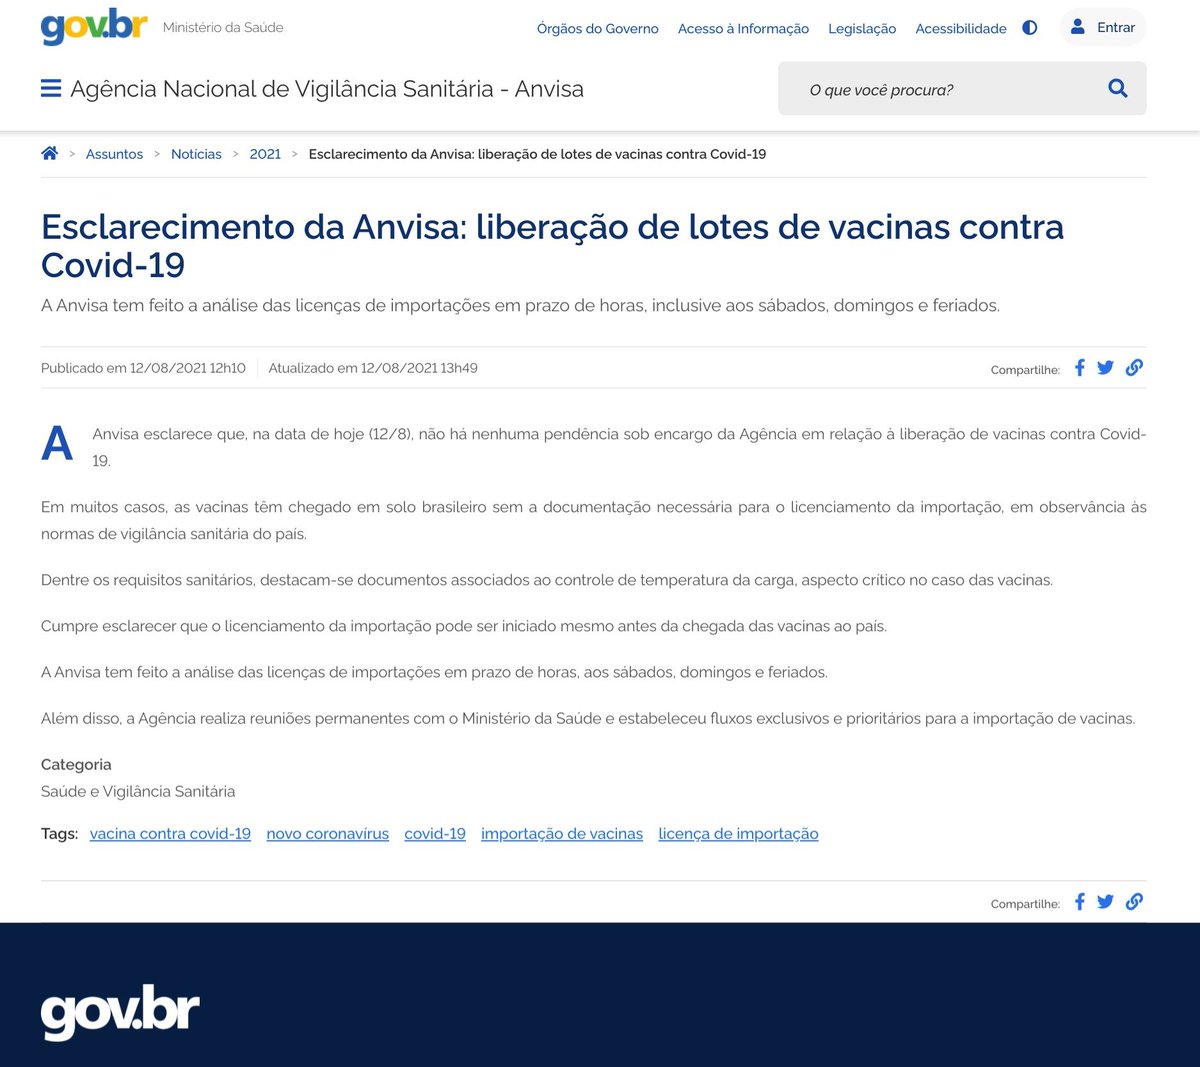 gov.br Ministério da Saúde Órgãos do Governo Acesso à Informação Legislação Acessibilidade Entrar
Agência Nacional de Vigilância Sanitária - Anvisa O que você procura?
> Assuntos > Notícias > 2021 > Esclarecimento da Anvisa: liberação de lotes de vacinas contra Covid-19
Esclarecimento da Anvisa: liberação de lotes de vacinas contra
Covid-19
A Anvisa tem feito a análise das licenças de importações em prazo de horas, inclusive aos sábados, domingos e feriados.
Publicado em 12/08/2021 12h10 Atualizado em 12/08/2021 13h49 Compartilhe:
A Anvisa esclarece que, na data de hoje (12/8), não há nenhuma pendência sob encargo da Agência em relação à liberação de vacinas contra Covid-
19.
Em muitos casos, as vacinas têm chegado em solo brasileiro sem a documentação necessária para o licenciamento da importação, em observância às
normas de vigilância sanitária do país.
Dentre os requisitos sanitários, destacam-se documentos associados ao controle de temperatura da carga, aspecto crítico no caso das vacinas.
Cumpre esclarecer que o licenciamento da importação pode ser iniciado mesmo antes da chegada das vacinas ao país.
A Anvisa tem feito a análise das licenças de importações em prazo de horas, aos sábados, domingos e feriados.
Além disso, a Agência realiza reuniões permanentes com o Ministério da Saúde e estabeleceu fluxos exclusivos e prioritários para a importação de vacinas.
Categoria
Saúde e Vigilância Sanitária
Tags: vacina contra covid-19 novo coronavírus covid-19 importação de vacinas licença de importação
Compartilhe:
gov.br